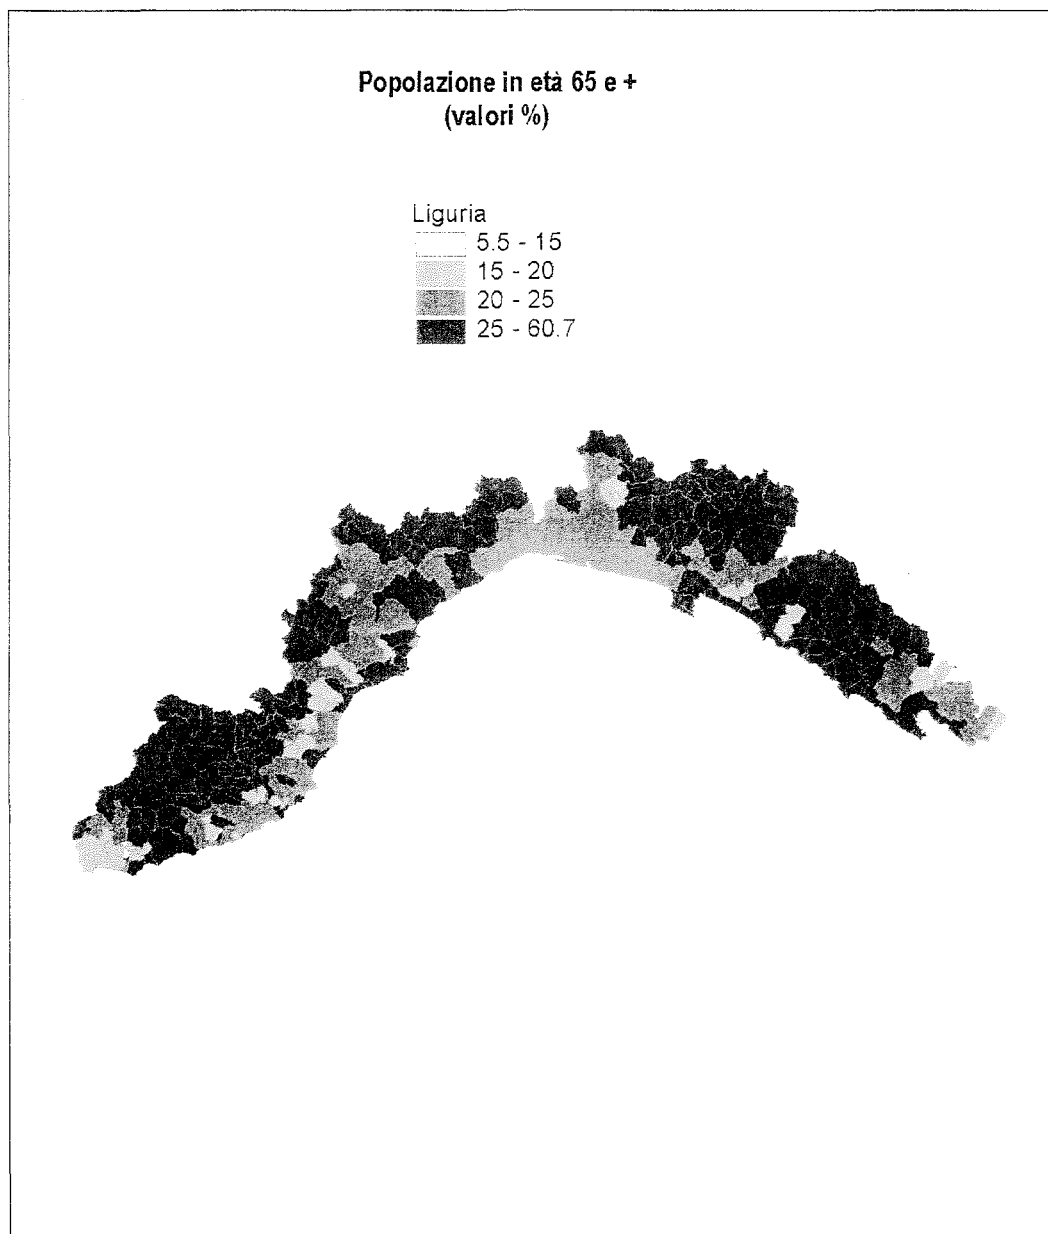 Popolazione in età 65 e +
(valori %)
Liguria
5.5 - 15
15 - 20
20 - 25
25 - 60.7